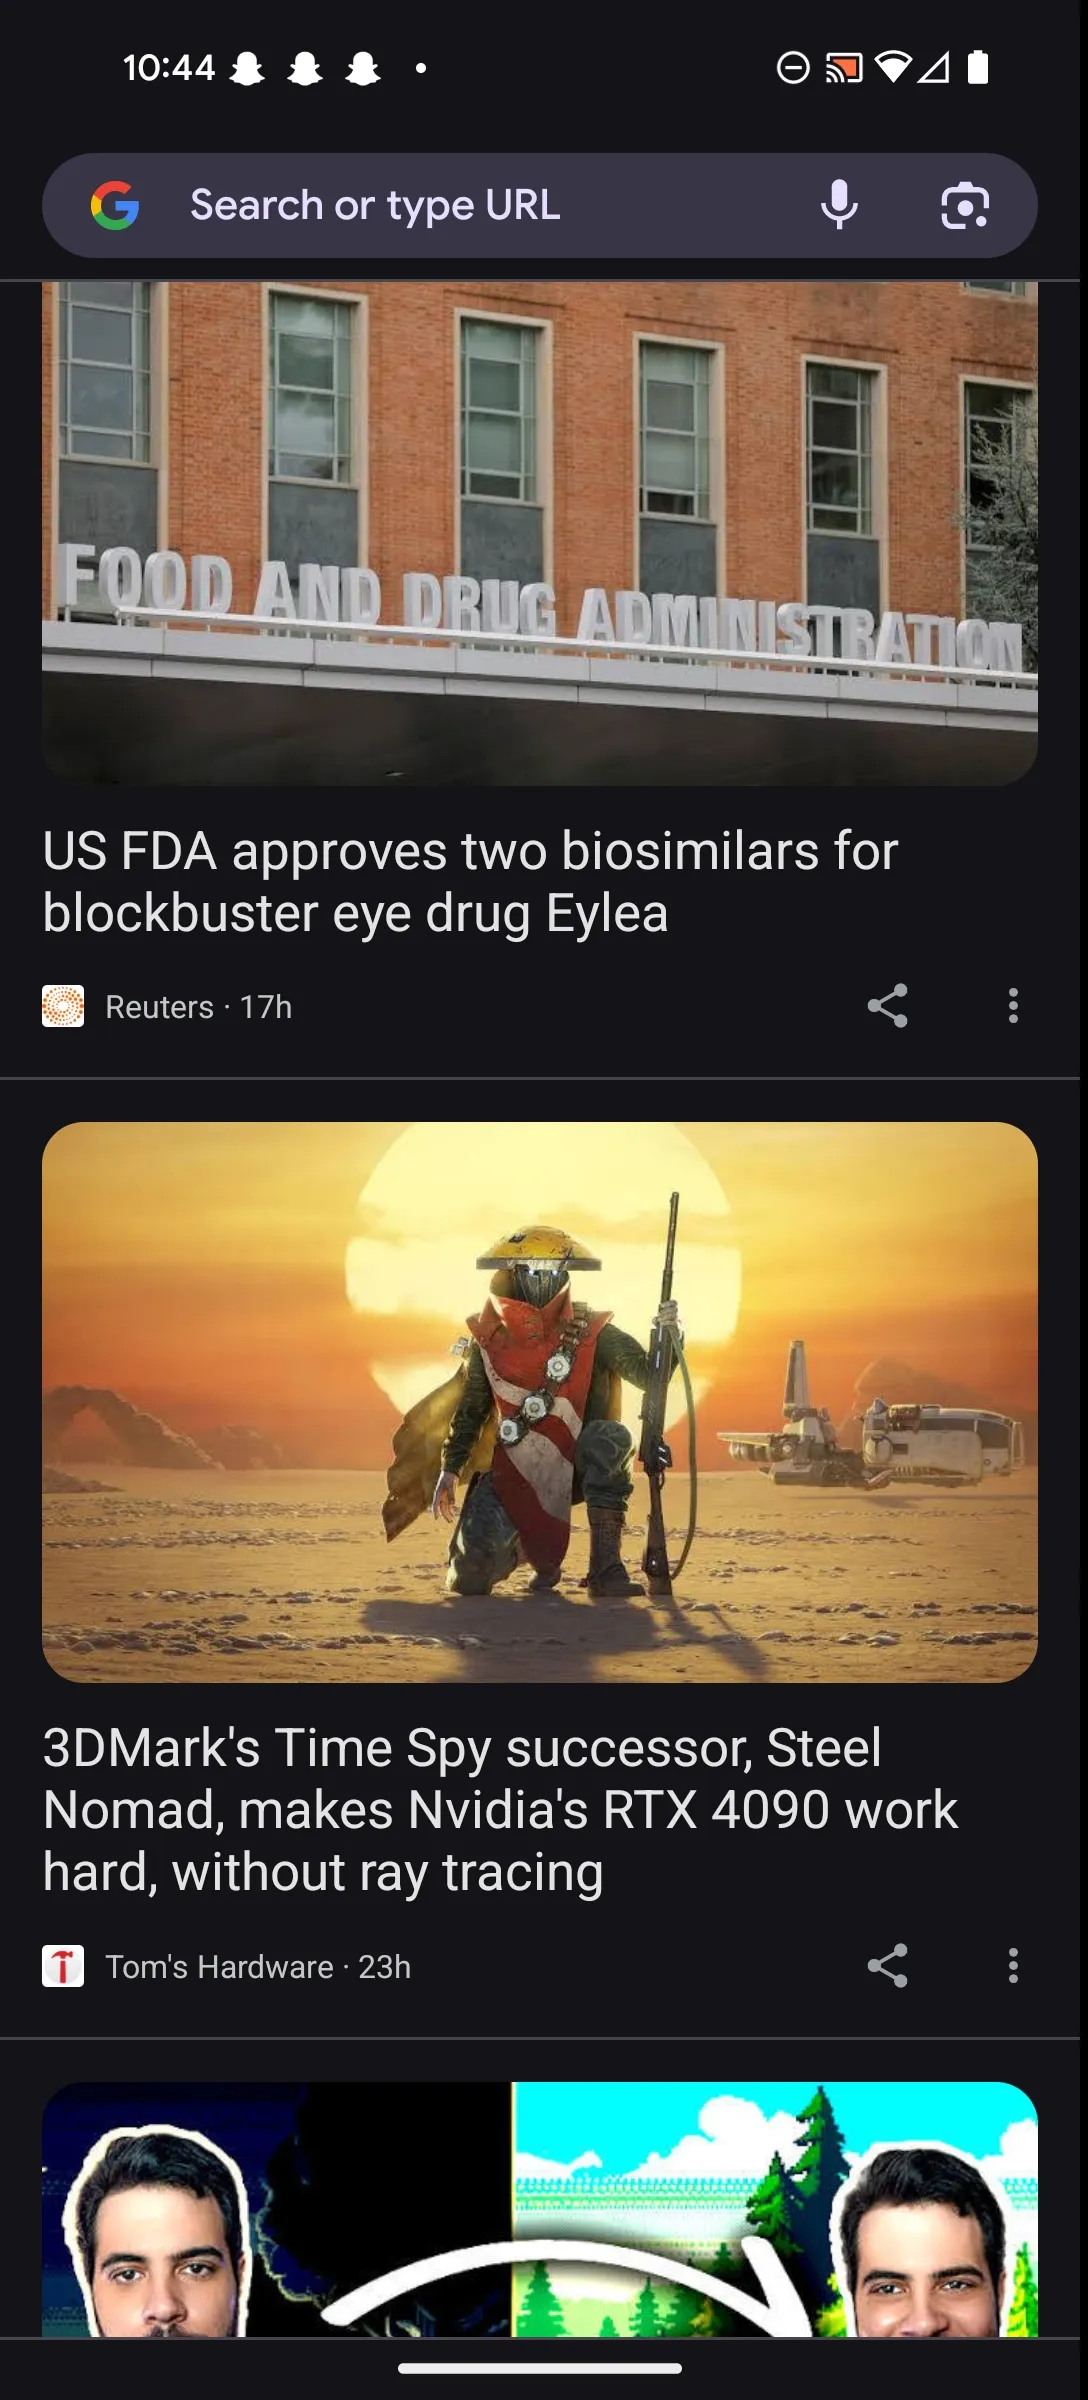 10:44
Search or type URL
FOOD AND DRUG ADMINISTRATION
US FDA approves two biosimilars for
blockbuster eye drug Eylea
Reuters · 17h
3DMark's Time Spy successor, Steel
Nomad, makes Nvidia's RTX 4090 work
hard, without ray tracing
Tom's Hardware · 23h